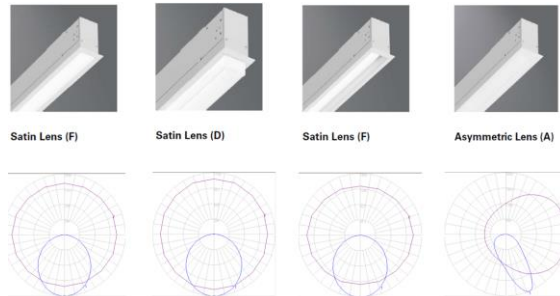 Satin Lens (F)
Satin Lens (D)
Satin Lens (F)
Asymmetric Lens (A)